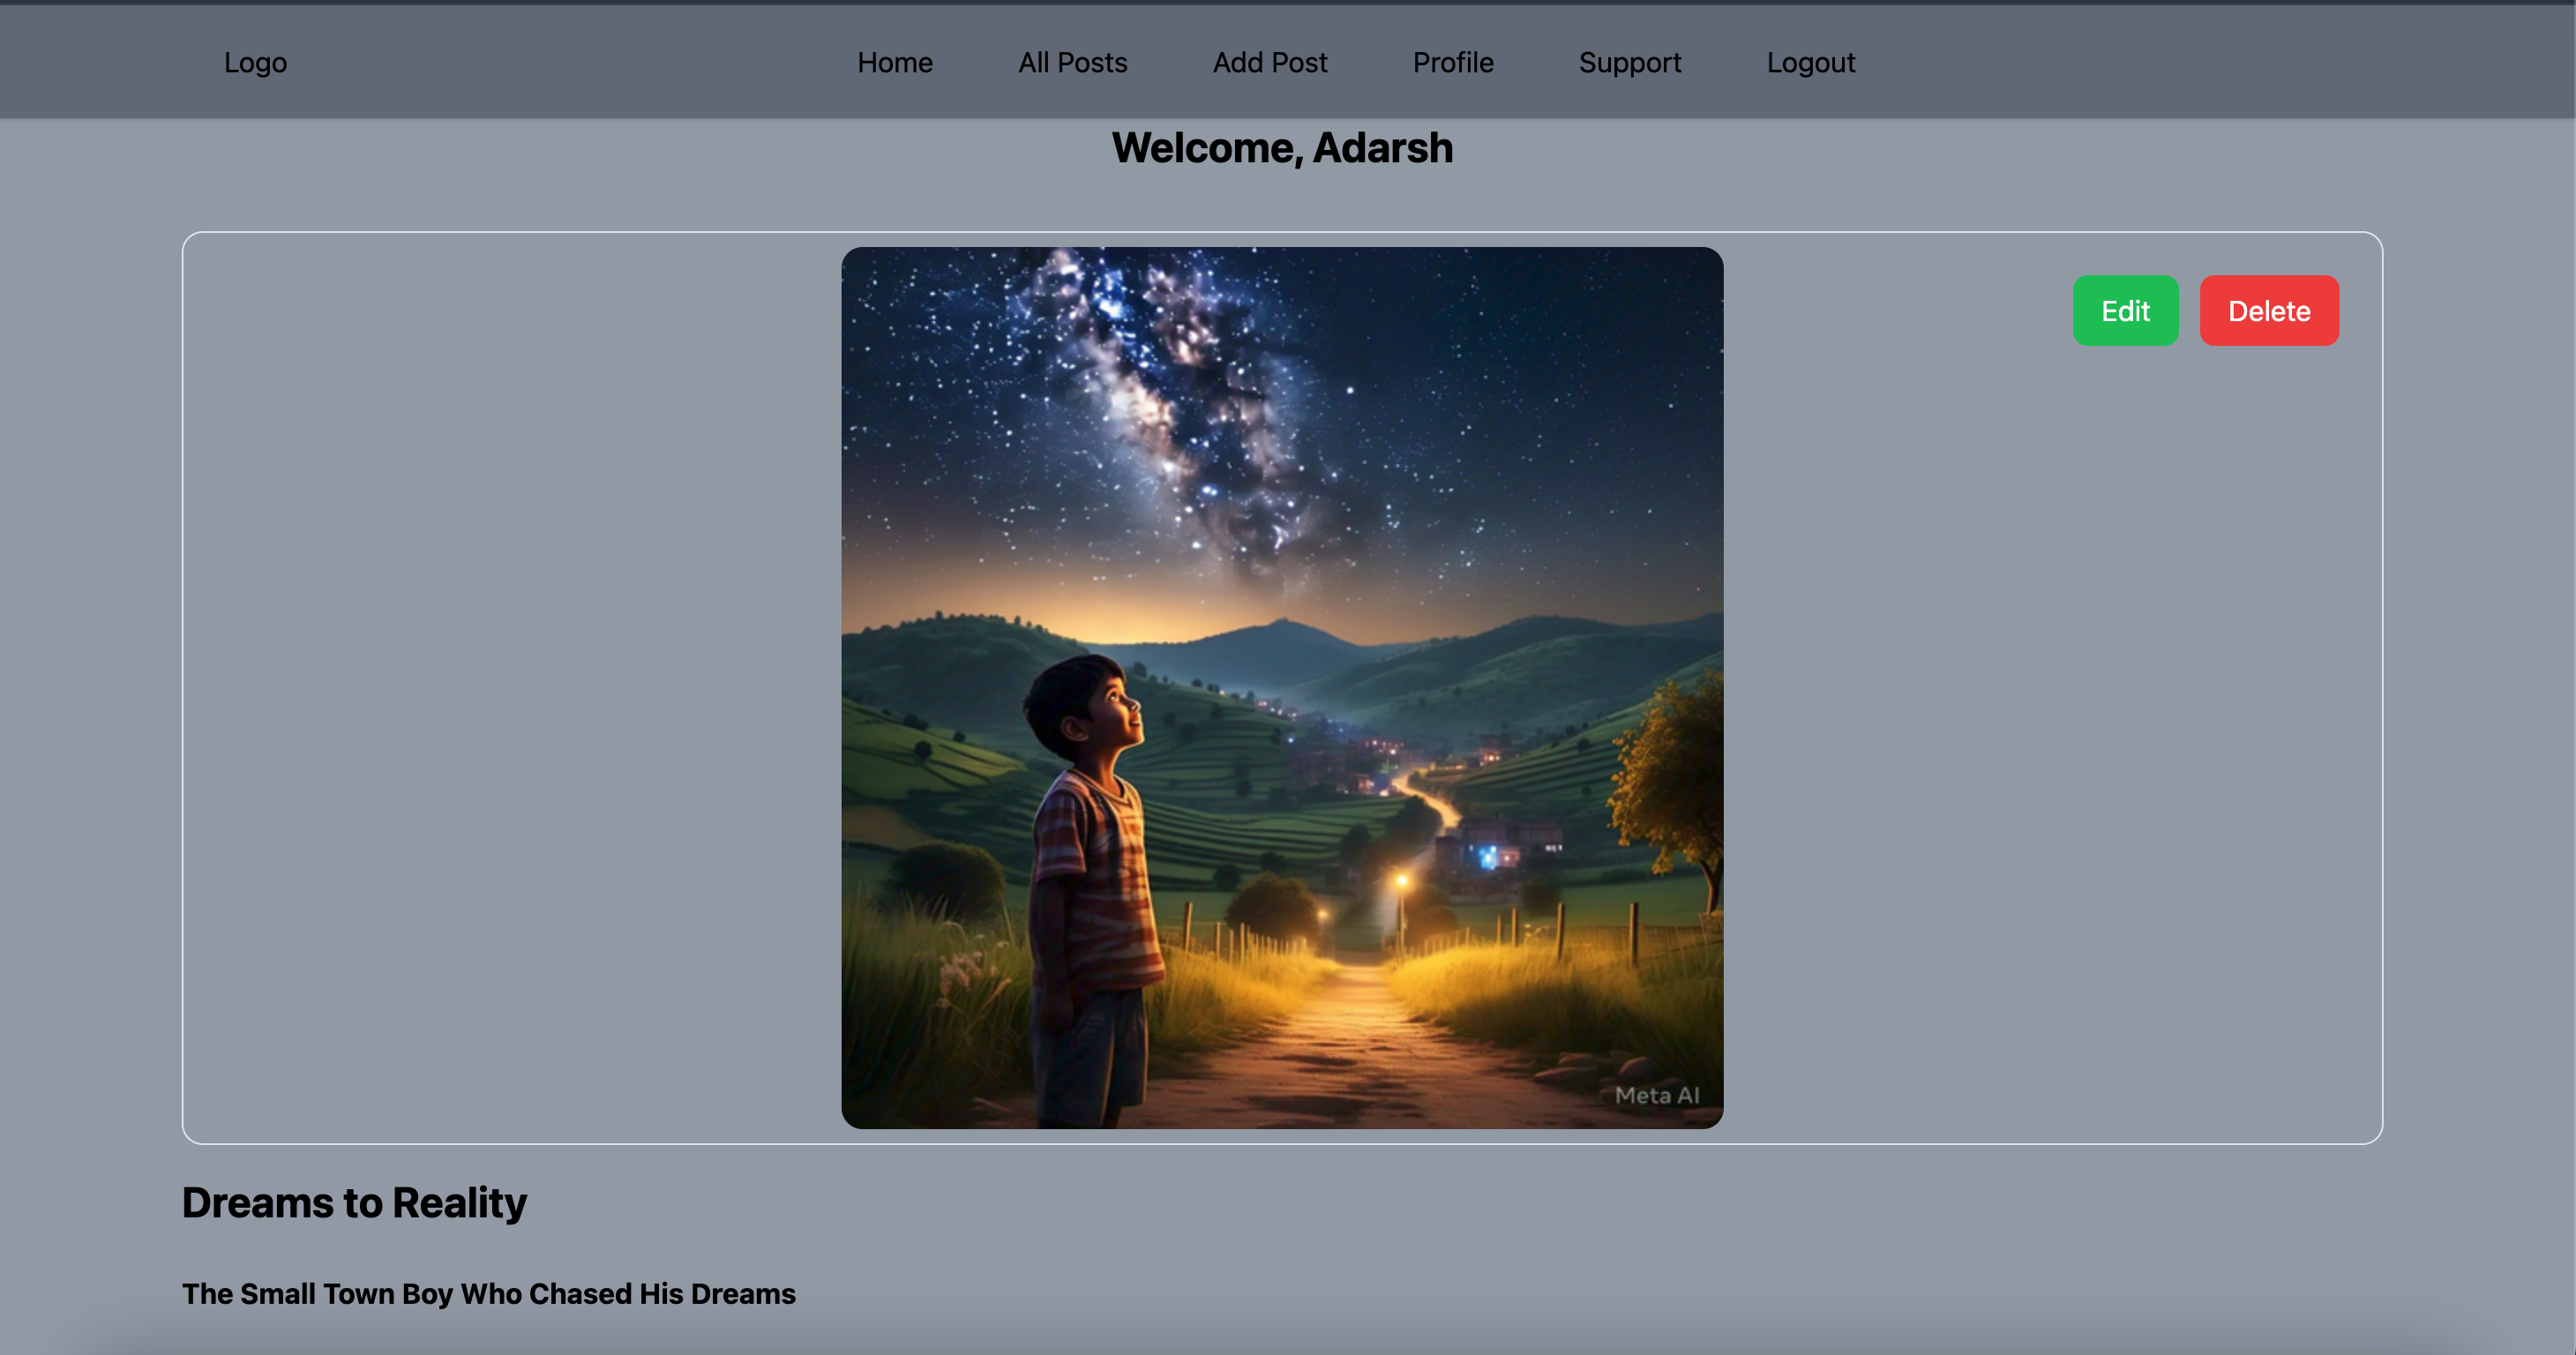 Logo Home All Posts Add Post Profile Support Logout
Welcome, Adarsh
Edit Delete
Meta AI
Dreams to Reality
The Small Town Boy Who Chased His Dreams